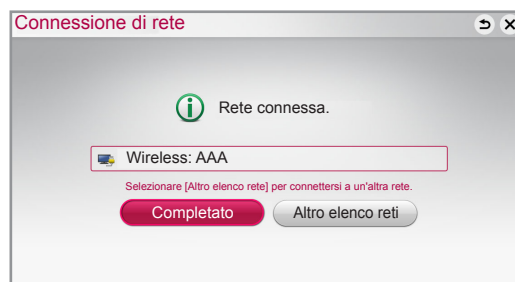 Connessione di rete
Rete connessa.
Wireless: AAA
Selezionare [Altro elenco rete] per connettersi a un'altra rete.
Completato
Altro elenco reti